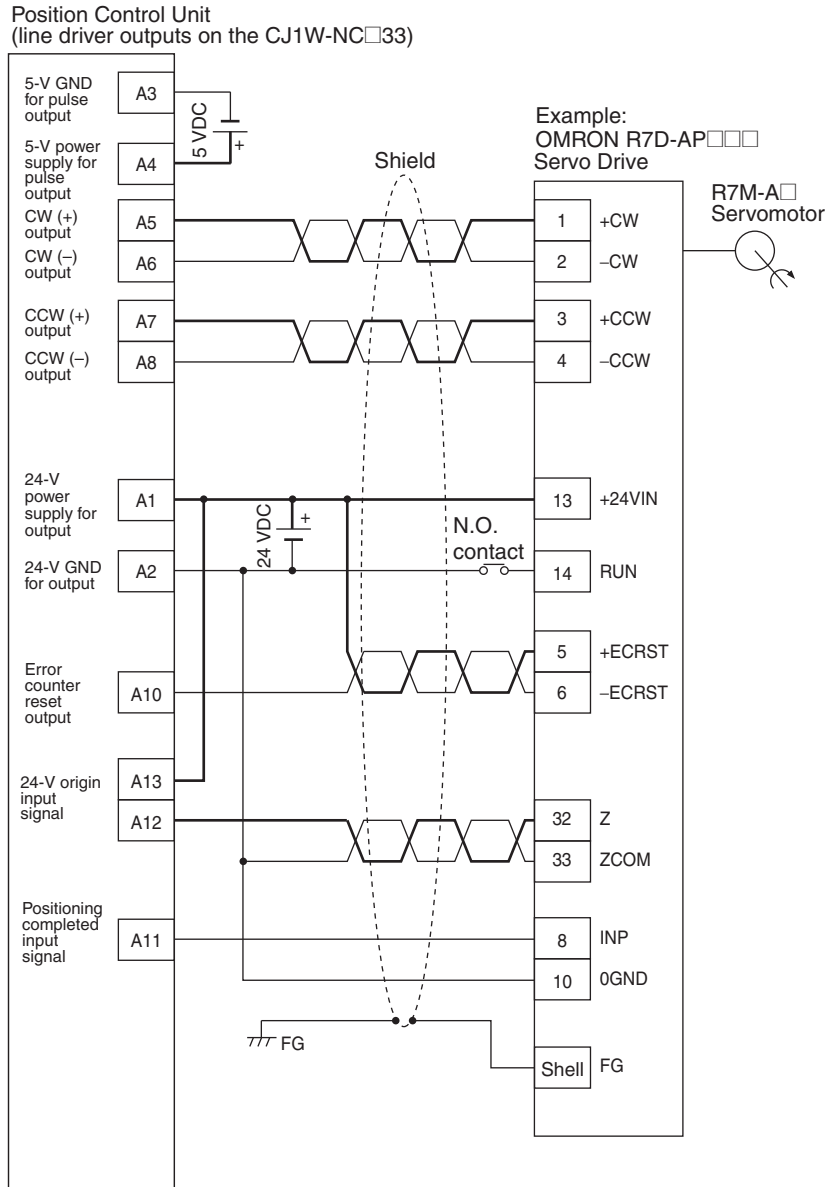 Position Control Unit
(line driver outputs on the CJ1W-NC□33)
5-V GND
for pulse
output
A3
5 VDC
+
5-V power
supply for
pulse
output
A4
Example:
OMRON R7D-AP□□□
Servo Drive
Shield
R7M-A□
Servomotor
CW (+)
output
A5
1
+CW
CW (–)
output
A6
2
–CW
CCW (+)
output
A7
3
+CCW
CCW (–)
output
A8
4
–CCW
24-V
power
supply for
output
A1
24 VDC
+
13
+24VIN
N.O.
contact
24-V GND
for output
A2
14
RUN
5
+ECRST
Error
counter
reset
output
A10
6
–ECRST
24-V origin
input
signal
A13
A12
32
Z
33
ZCOM
Positioning
completed
input
signal
A11
8
INP
10
0GND
FG
Shell
FG